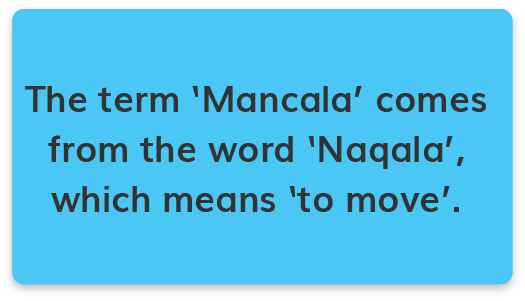 The term ‘Mancala’ comes
from the word ‘Naqala’,
which means ‘to move’.